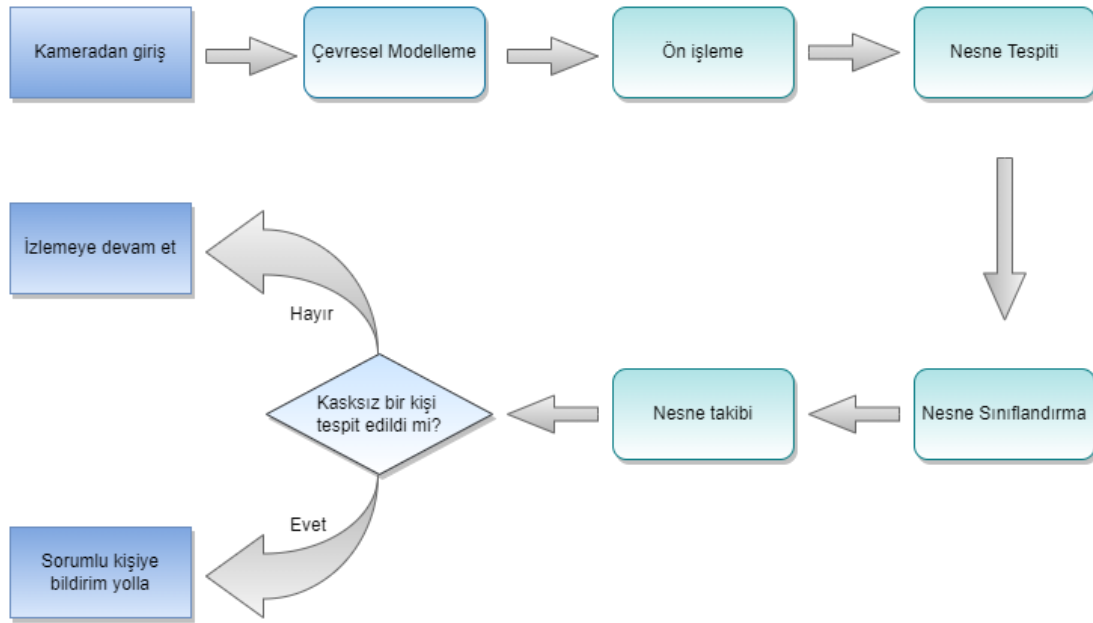 Kameradan giriş
Çevresel Modelleme
Ön işleme
Nesne Tespiti
Nesne Sınıflandırma
Nesne takibi
Kasksız bir kişi
tespit edildi mi?
Hayır
İzlemeye devam et
Evet
Sorumlu kişiye
bildirim yolla